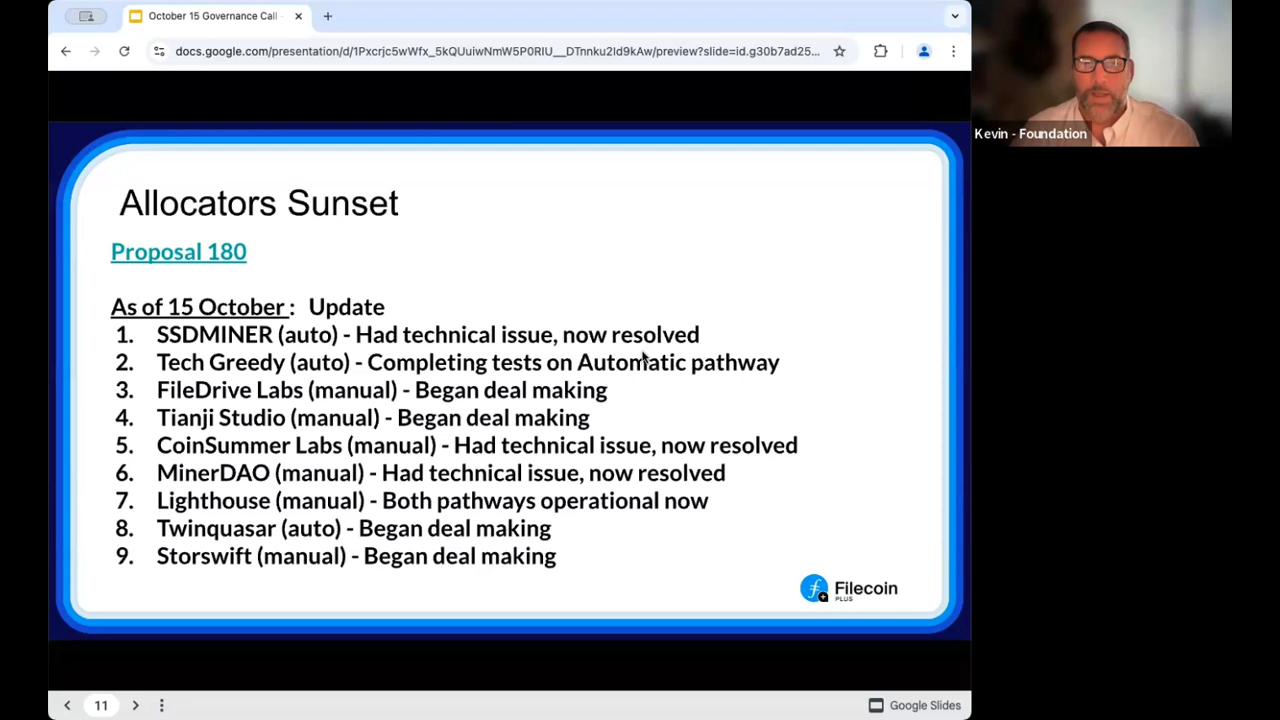 October 15 Governance Call -
docs.google.com/presentation/d/1Pxcrjc5wWfx_5kQUuiwNmW5P0RIU__DTnnku2Id9kAw/preview?slide=id.g30b7ad25...
Kevin - Foundation
Allocators Sunset
Proposal 180
As of 15 October : Update
1. SSDMINER (auto) - Had technical issue, now resolved
2. Tech Greedy (auto) - Completing tests on Automatic pathway
3. FileDrive Labs (manual) - Began deal making
4. Tianji Studio (manual) - Began deal making
5. CoinSummer Labs (manual) - Had technical issue, now resolved
6. MinerDAO (manual) - Had technical issue, now resolved
7. Lighthouse (manual) - Both pathways operational now
8. Twinquasar (auto) - Began deal making
9. Storswift (manual) - Began deal making
Filecoin
PLUS
11
Google Slides